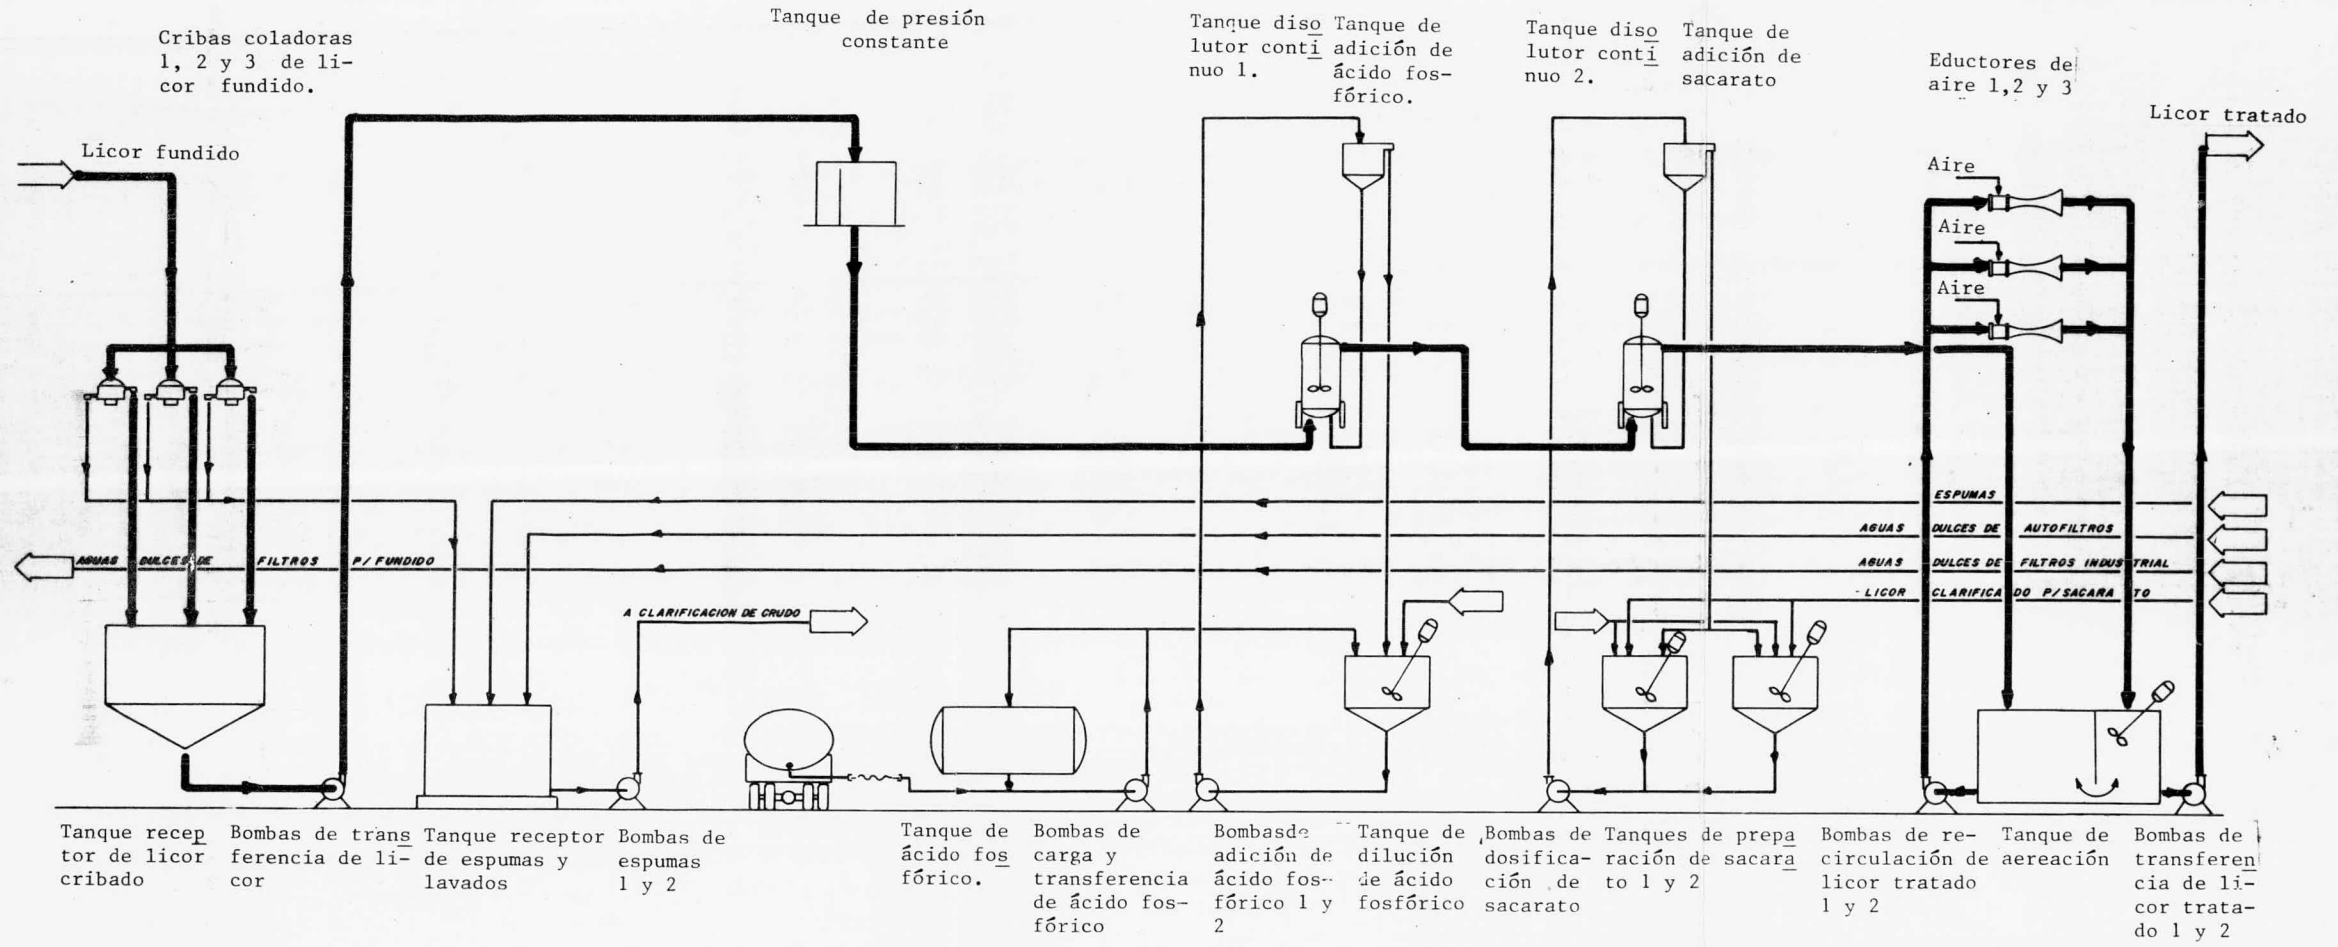 Cribas coladoras
1, 2 y 3 de li-
cor fundido.
Tanque de presión
constante
Tanque diso
lutor conti
nuo 1.
Tanque de
adición de
ácido fos-
fórico.
Tanque diso
lutor conti
nuo 2.
Tanque de
adición de
sacarato
Eductores de
aire 1,2 y 3
Licor tratado
Licor fundido
Aire
Aire
Aire
ESPUMAS
AGUAS DULCES DE AUTOFILTROS
AGUAS DULCES DE FILTROS P/FUNDIDO
AGUAS DULCES DE FILTROS INDUSTRIAL
LICOR CLARIFICADO P/SACARATO
A CLARIFICACION DE CRUDO
Tanque recep
tor de licor
cribado
Bombas de trans
ferencia de li-
cor
Tanque receptor
de espumas y
lavados
Bombas de
espumas
1 y 2
Tanque de
ácido fos
fórico.
Bombas de
carga y
transferencia
de ácido fos-
fórico
Bombas de
adición de
ácido fos-
fórico 1 y
2
Tanque de
dilución
de ácido
fosfórico
Bombas de
dosifica-
ción de
sacarato
Tanques de prepa
ración de sacara
to 1 y 2
Bombas de re-
circulación de
licor tratado
1 y 2
Tanque de
aereación
Bombas de
transferen
cia de li-
cor trata-
do 1 y 2